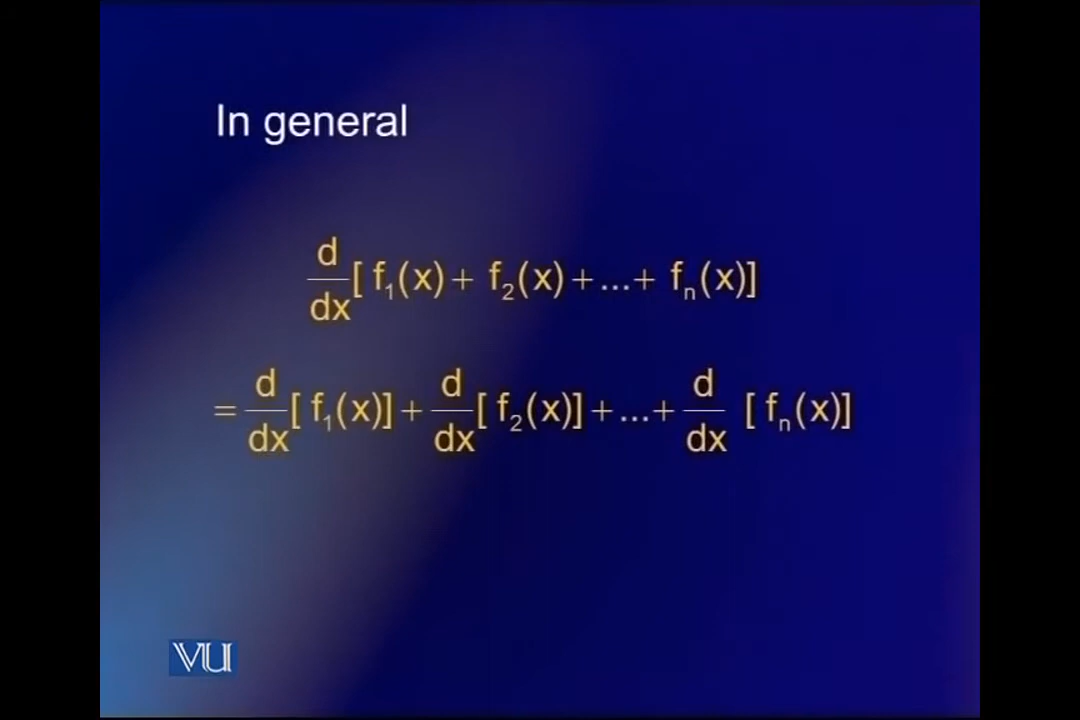 In general
d/dx [ f₁(x) + f₂(x) + ... + fₙ(x)]
= d/dx [ f₁(x)] + d/dx [ f₂(x)] + ... + d/dx [ fₙ(x)]
VU